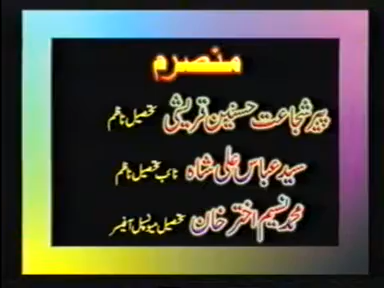 منصرم
پیر شجاعت حسنین قریشی تحصیل ناظم
سید عباس علی شاہ نائب تحصیل ناظم
محمد نسیم اختر خان تحصیل میونسپل آفیسر